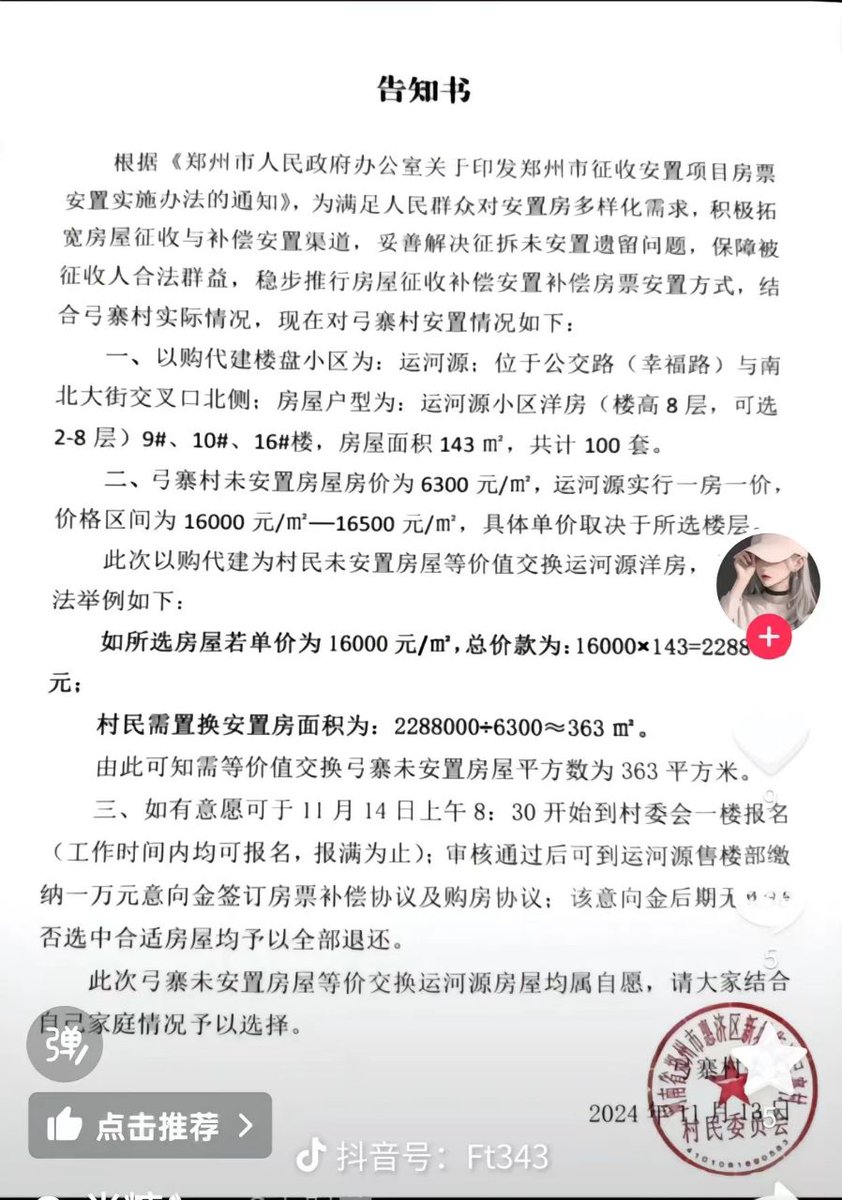 告知书
根据《郑州市人民政府办公室关于印发郑州市征收安置项目房票
安置实施办法的通知》，为满足人民群众对安置房多样化需求，积极拓
宽房屋征收与补偿安置渠道，妥善解决征拆未安置遗留问题，保障被
征收人合法群益，稳步推行房屋征收补偿安置补偿房票安置方式，结
合弓寨村实际情况，现在对弓寨村安置情况如下：
一、以购代建楼盘小区为：运河源；位于公交路（幸福路）与南
北大街交叉口北侧；房屋户型为：运河源小区洋房（楼高 8 层，可选
2-8 层）9#、10#、16#楼，房屋面积 143 ㎡，共计 100 套。
二、弓寨村未安置房屋房价为 6300 元/㎡，运河源实行一房一价，
价格区间为 16000 元/㎡—16500 元/㎡，具体单价取决于所选楼层。
此次以购代建为村民未安置房屋等价值交换运河源洋房，
法举例如下：
如所选房屋若单价为 16000 元/㎡，总价款为：16000×143=2288
元；
村民需置换安置房面积为：2288000÷6300≈363 ㎡。
由此可知需等价值交换弓寨未安置房屋平方数为 363 平方米。
三、如有意愿可于 11 月 14 日上午 8：30 开始到村委会一楼报名
（工作时间内均可报名，报满为止）；审核通过后可到运河源售楼部缴
纳一万元意向金签订房票补偿协议及购房协议；该意向金后期无
否选中合适房屋均予以全部退还。
此次弓寨未安置房屋等价交换运河源房屋均属自愿，请大家结合
自己家庭情况予以选择。
寨村
2024 年 11 月 13 日
郑州市惠济区新
村民委员会
4101081890583
9
5
5
弹
点击推荐 >
抖音号：Ft343